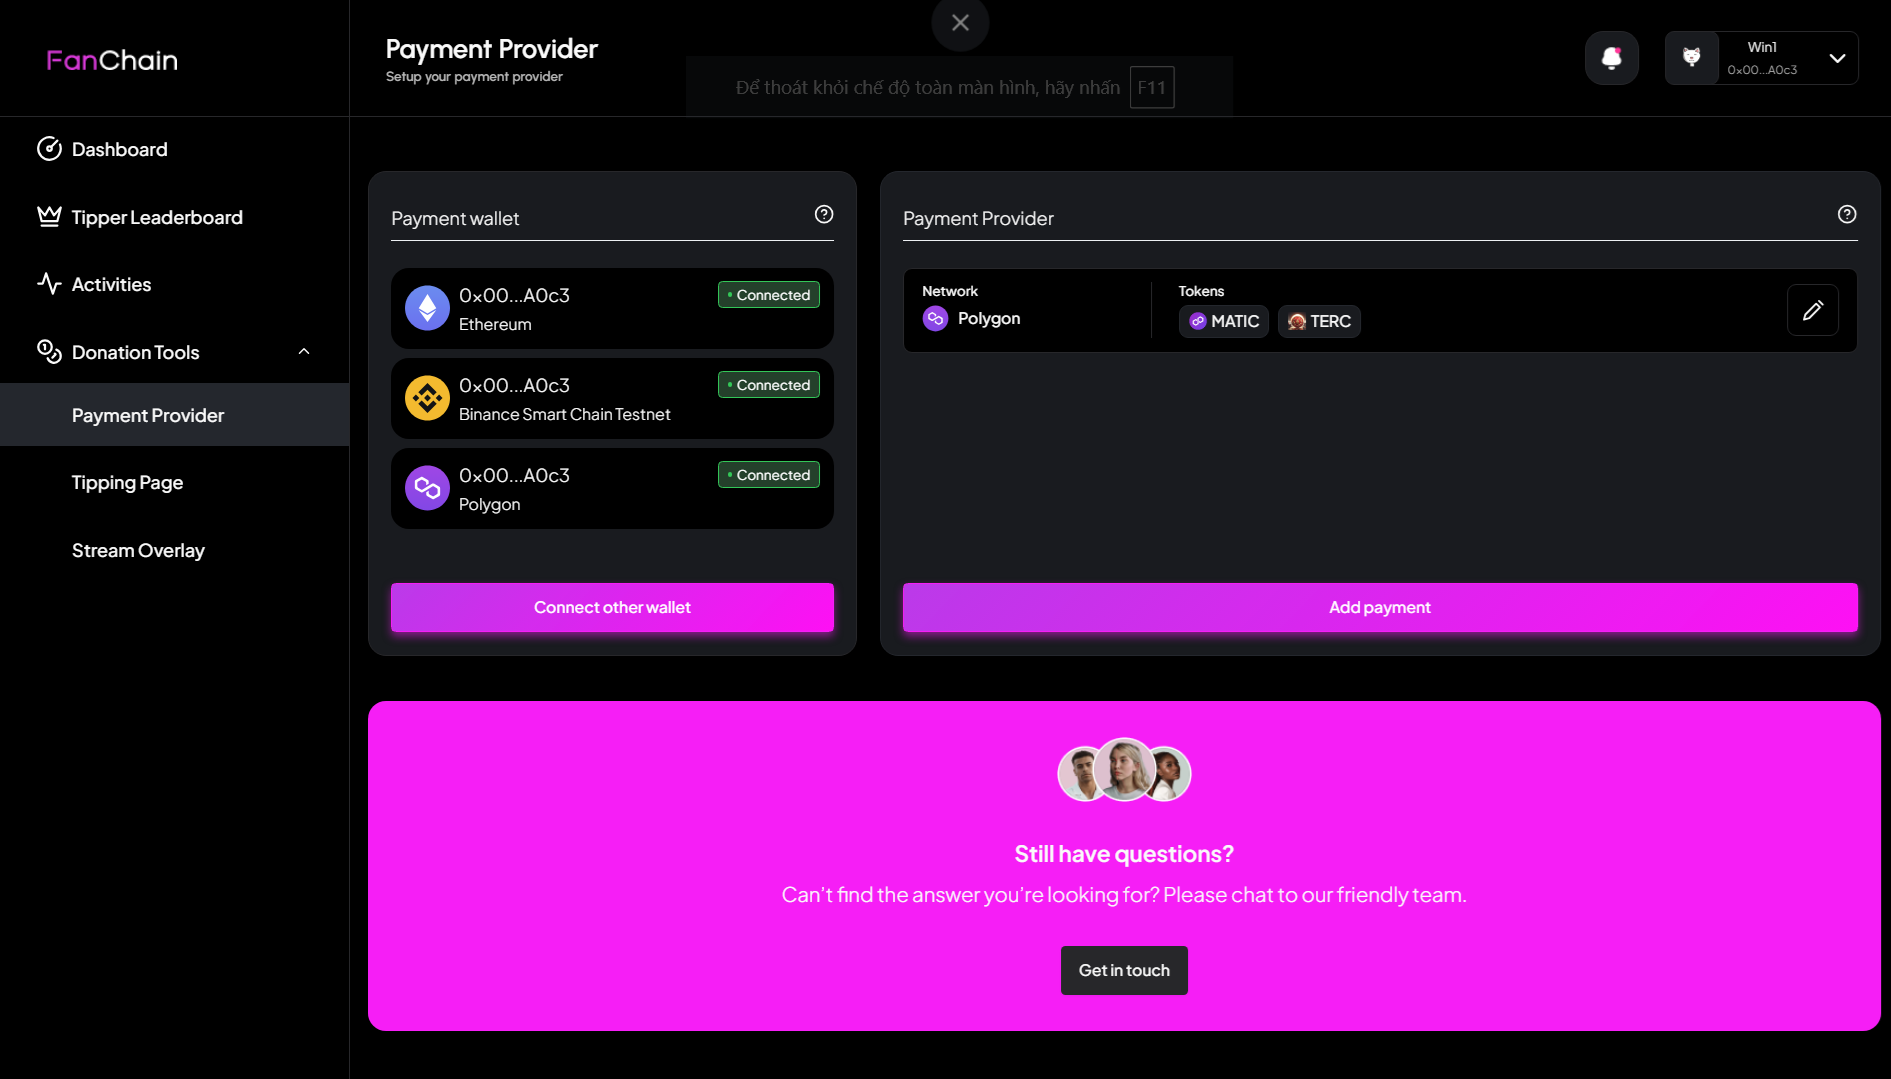 FanChain
Payment Provider
Setup your payment provider
Để thoát khỏi chế độ toàn màn hình, hãy nhấn F11
Win1
0x00...A0c3
Dashboard
Tipper Leaderboard
Activities
Donation Tools
Payment Provider
Tipping Page
Stream Overlay
Payment wallet
0x00...A0c3
Connected
Ethereum
0x00...A0c3
Connected
Binance Smart Chain Testnet
0x00...A0c3
Connected
Polygon
Connect other wallet
Payment Provider
Network
Polygon
Tokens
MATIC TERC
Add payment
Still have questions?
Can't find the answer you're looking for? Please chat to our friendly team.
Get in touch